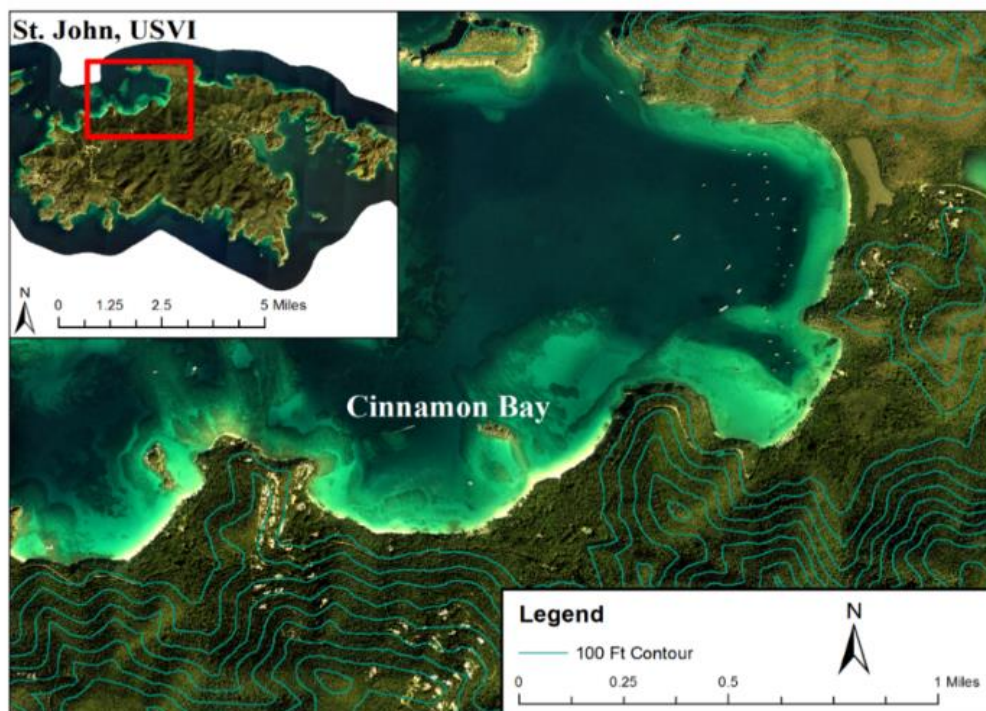 St. John, USVI
N
0 1.25 2.5 5 Miles
Cinnamon Bay
Legend
100 Ft Contour
N
0 0.25 0.5 1 Miles